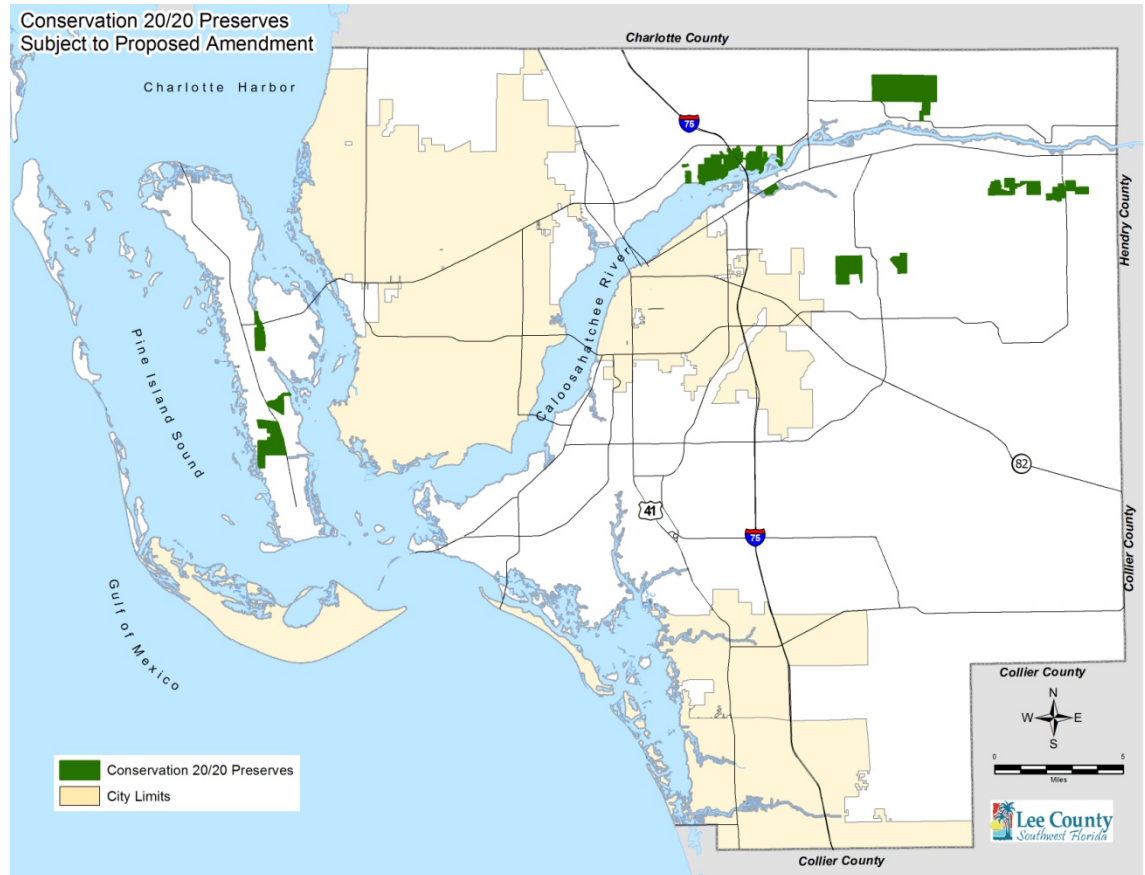 Conservation 20/20 Preserves
Subject to Proposed Amendment
Charlotte County
Charlotte Harbor
75
Hendry County
Caloosahatchee River
Pine Island Sound
82
41
75
Collier County
Gulf of Mexico
Collier County
N
W E
S
0 5
Miles
Conservation 20/20 Preserves
City Limits
Lee County
Southwest Florida
Collier County